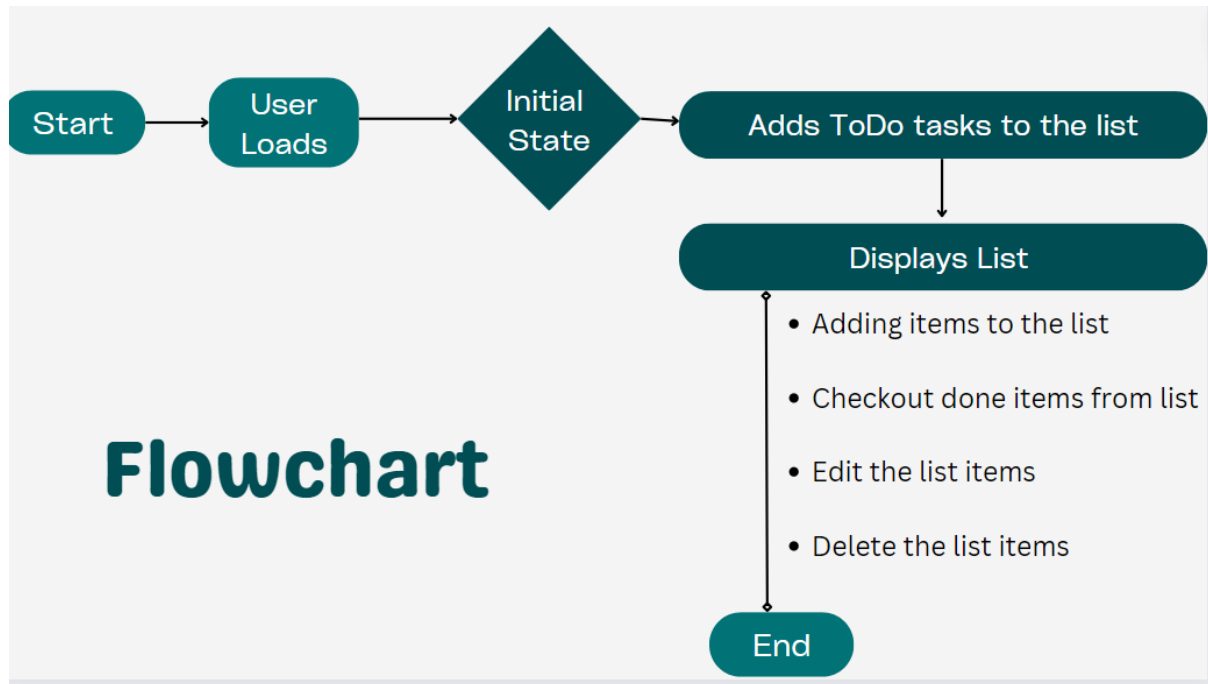 Start
User
Loads
Initial
State
Adds ToDo tasks to the list
Displays List
• Adding items to the list
• Checkout done items from list
• Edit the list items
• Delete the list items
Flowchart
End